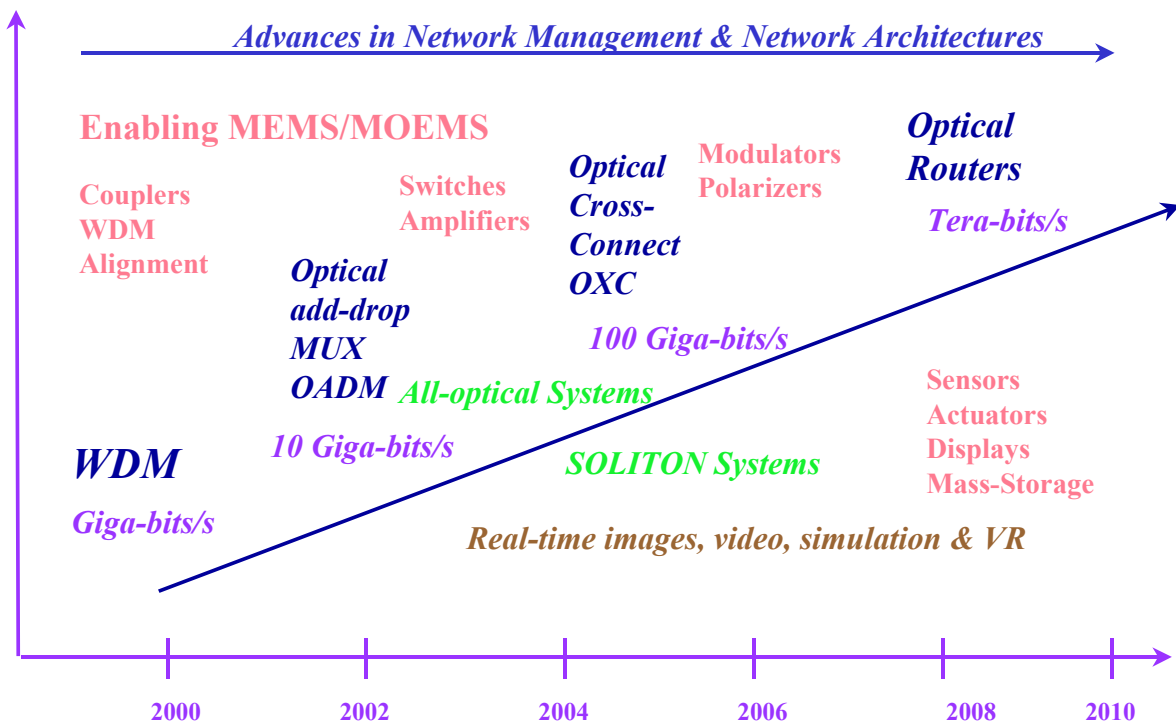 Advances in Network Management & Network Architectures
Enabling MEMS/MOEMS
Couplers
WDM
Alignment
Switches
Amplifiers
Modulators
Polarizers
Optical
add-drop
MUX
OADM
Optical
Cross-
Connect
OXC
Optical
Routers
Tera-bits/s
100 Giga-bits/s
All-optical Systems
10 Giga-bits/s
WDM
Giga-bits/s
SOLITON Systems
Sensors
Actuators
Displays
Mass-Storage
Real-time images, video, simulation & VR
2000
2002
2004
2006
2008
2010